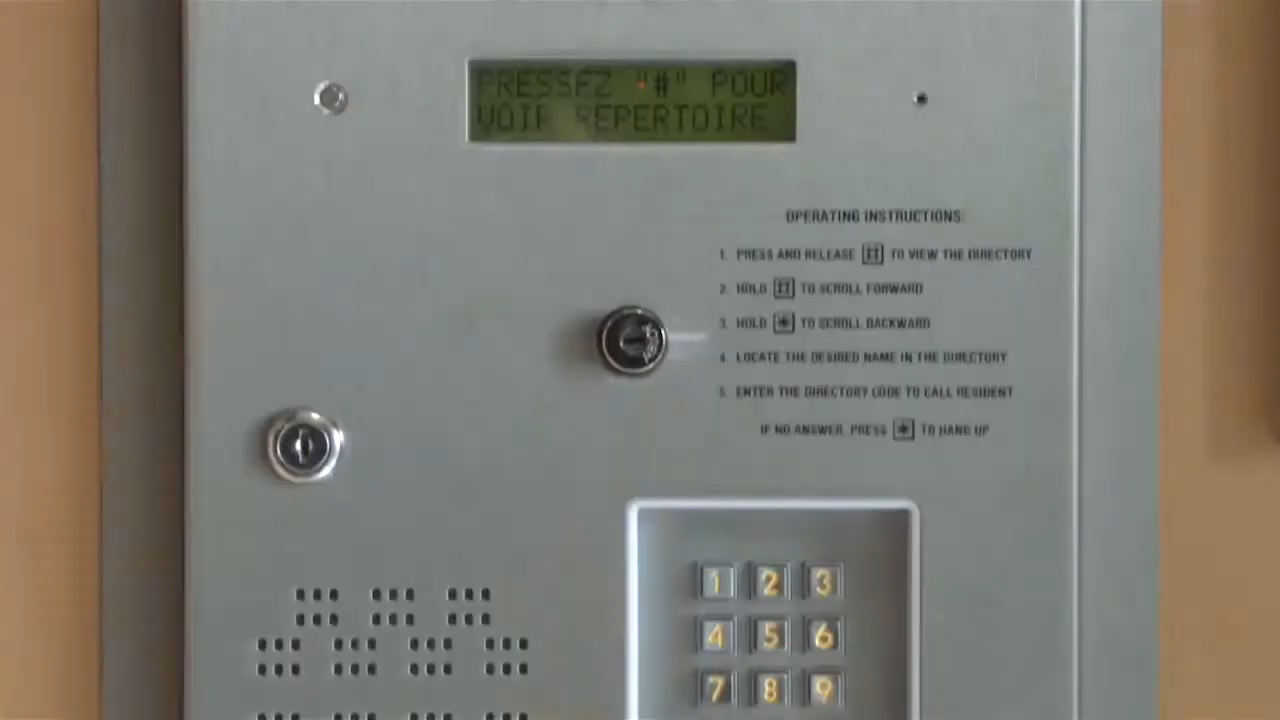 PRESSEZ "#" POUR
VOIR REPERTOIRE
OPERATING INSTRUCTIONS:
1. PRESS AND RELEASE # TO VIEW THE DIRECTORY
2. HOLD # TO SCROLL FORWARD
3. HOLD * TO SCROLL BACKWARD
4. LOCATE THE DESIRED NAME IN THE DIRECTORY
5. ENTER THE DIRECTORY CODE TO CALL RESIDENT
IF NO ANSWER, PRESS * TO HANG UP
1 2 3
4 5 6
7 8 9